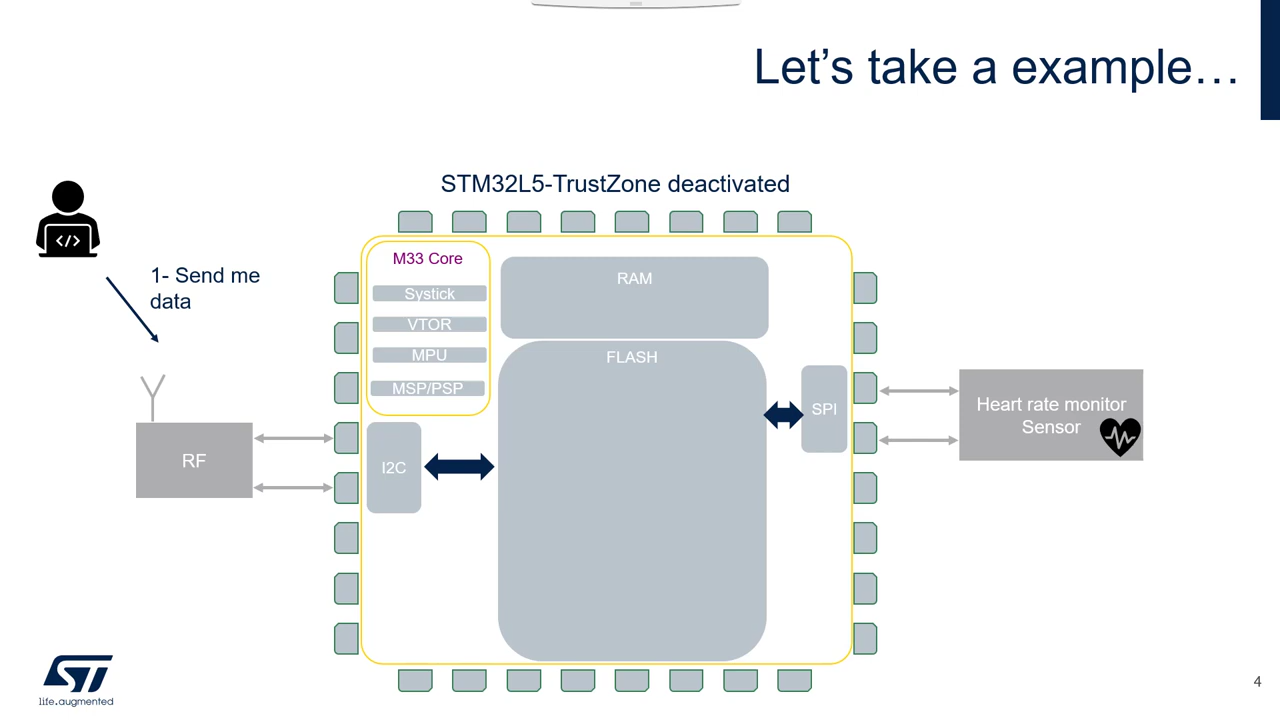 Let's take a example...
STM32L5-TrustZone deactivated
</>
1- Send me
data
M33 Core
Systick
VTOR
MPU
MSP/PSP
RAM
FLASH
I2C
SPI
RF
Heart rate monitor
Sensor
ST
life.augmented
4